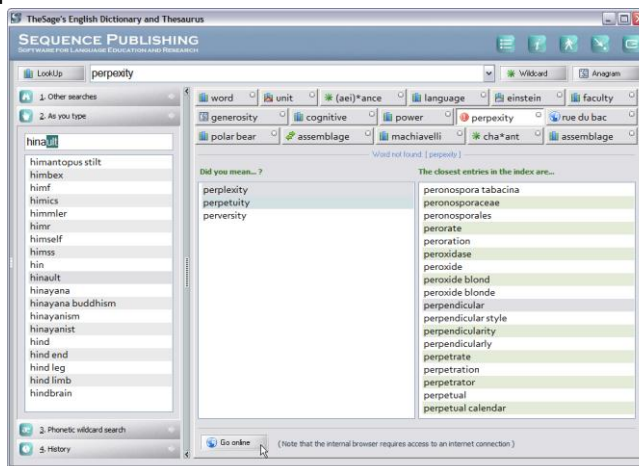 TheSage's English Dictionary and Thesaurus
SEQUENCE PUBLISHING
SOFTWARE FOR LANGUAGE EDUCATION AND RESEARCH
LookUp perpexity Wildcard Anagram
1. Other searches
2. As you type
hinault
himantopus stilt
himbex
himf
himics
himmler
himr
himself
himss
hin
hinault
hinayana
hinayana buddhism
hinayanism
hinayanist
hind
hind end
hind leg
hind limb
hindbrain
3. Phonetic wildcard search
4. History
word unit (aei)*ance language einstein faculty
generosity cognitive power perpexity rue du bac
polar bear assemblage machiavelli cha*ant assemblage
Word not found [ perpexity ]
Did you mean... ?
perplexity
perpetuity
perversity
The closest entries in the index are...
peronospora tabacina
peronosporaceae
peronosporales
perorate
peroration
peroxidase
peroxide
peroxide blond
peroxide blonde
perpendicular
perpendicular style
perpendicularity
perpendicularly
perpetrate
perpetration
perpetrator
perpetual
perpetual calendar
Go online (Note that the internal browser requires access to an internet connection )